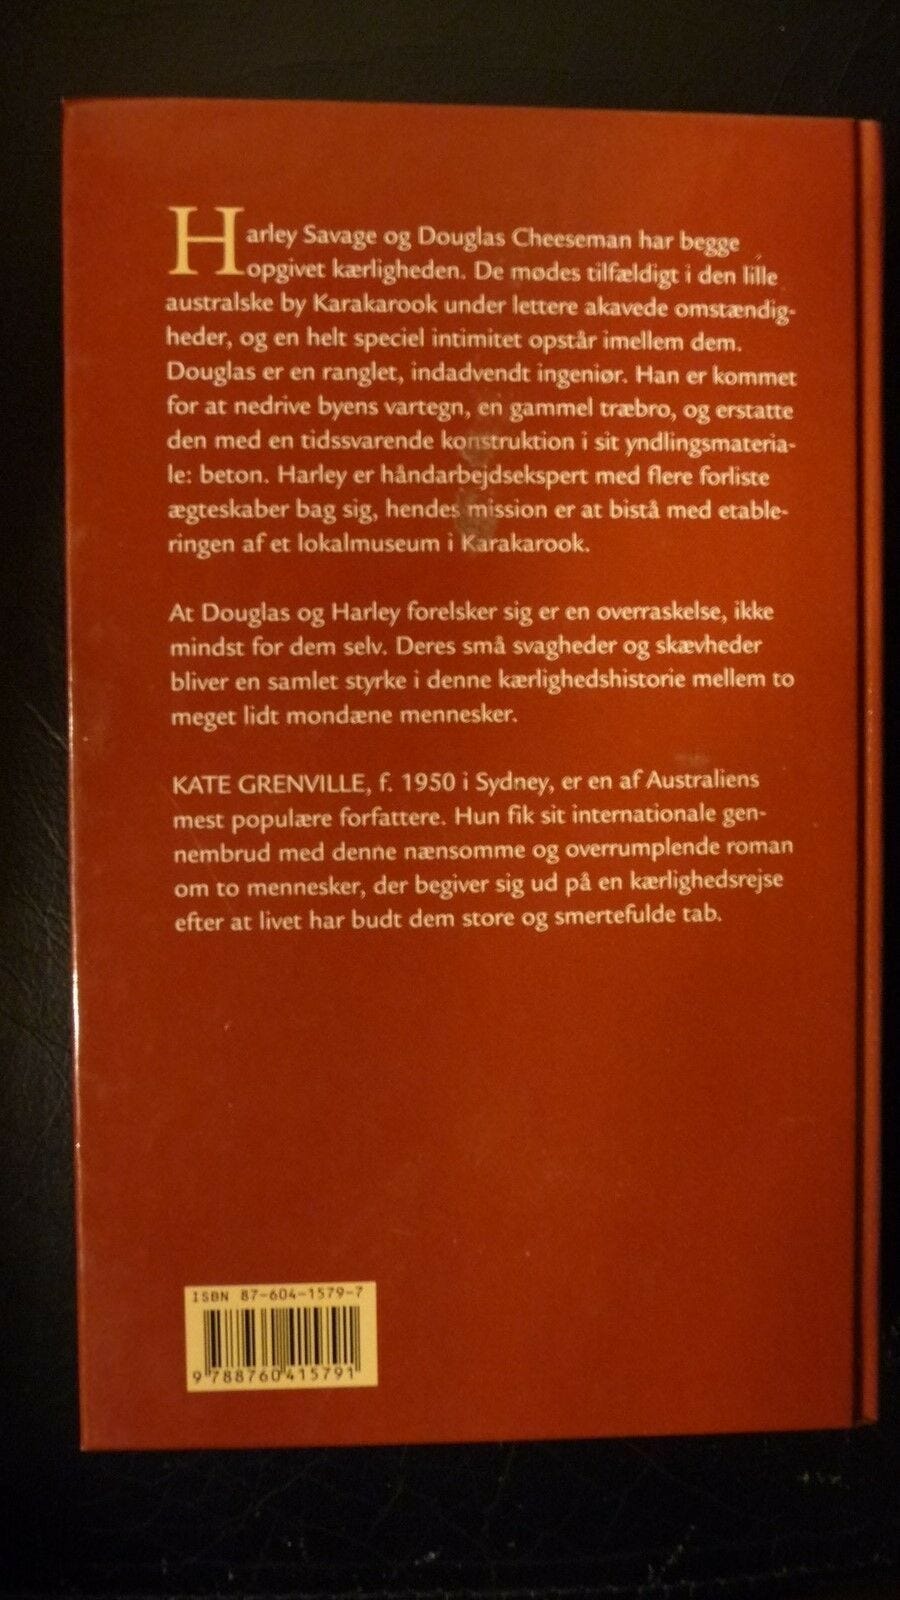 Harley Savage og Douglas Cheeseman har begge
opgivet kærligheden. De mødes tilfældigt i den lille
australske by Karakarook under lettere akavede omstændig-
heder, og en helt speciel intimitet opstår imellem dem.
Douglas er en ranglet, indadvendt ingeniør. Han er kommet
for at nedrive byens vartegn, en gammel træbro, og erstatte
den med en tidssvarende konstruktion i sit yndlingsmateria-
le: beton. Harley er håndarbejdsekspert med flere forliste
ægteskaber bag sig, hendes mission er at bistå med etable-
ringen af et lokalmuseum i Karakarook.
At Douglas og Harley forelsker sig er en overraskelse, ikke
mindst for dem selv. Deres små svagheder og skævheder
bliver en samlet styrke i denne kærlighedshistorie mellem to
meget lidt mondæne mennesker.
KATE GRENVILLE, f. 1950 i Sydney, er en af Australiens
mest populære forfattere. Hun fik sit internationale gen-
nembrud med denne nænsomme og overrumplende roman
om to mennesker, der begiver sig ud på en kærlighedsrejse
efter at livet har budt dem store og smertefulde tab.
ISBN 87-604-1579-7
9 788760 415791